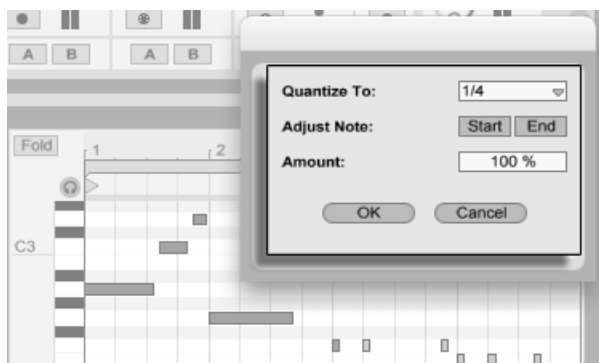 A B A B
Quantize To: 1/4
Adjust Note: Start End
Amount: 100 %
OK Cancel
Fold 1 2
C3